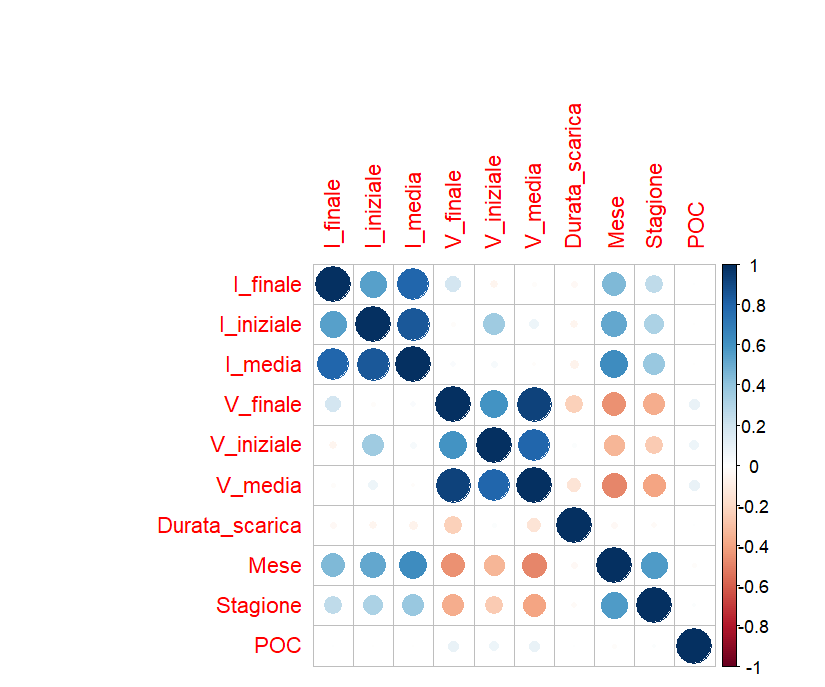 I_finale
I_iniziale
I_media
V_finale
V_iniziale
V_media
Durata_scarica
Mese
Stagione
POC
I_finale
I_iniziale
I_media
V_finale
V_iniziale
V_media
Durata_scarica
Mese
Stagione
POC
1
0.8
0.6
0.4
0.2
0
-0.2
-0.4
-0.6
-0.8
-1